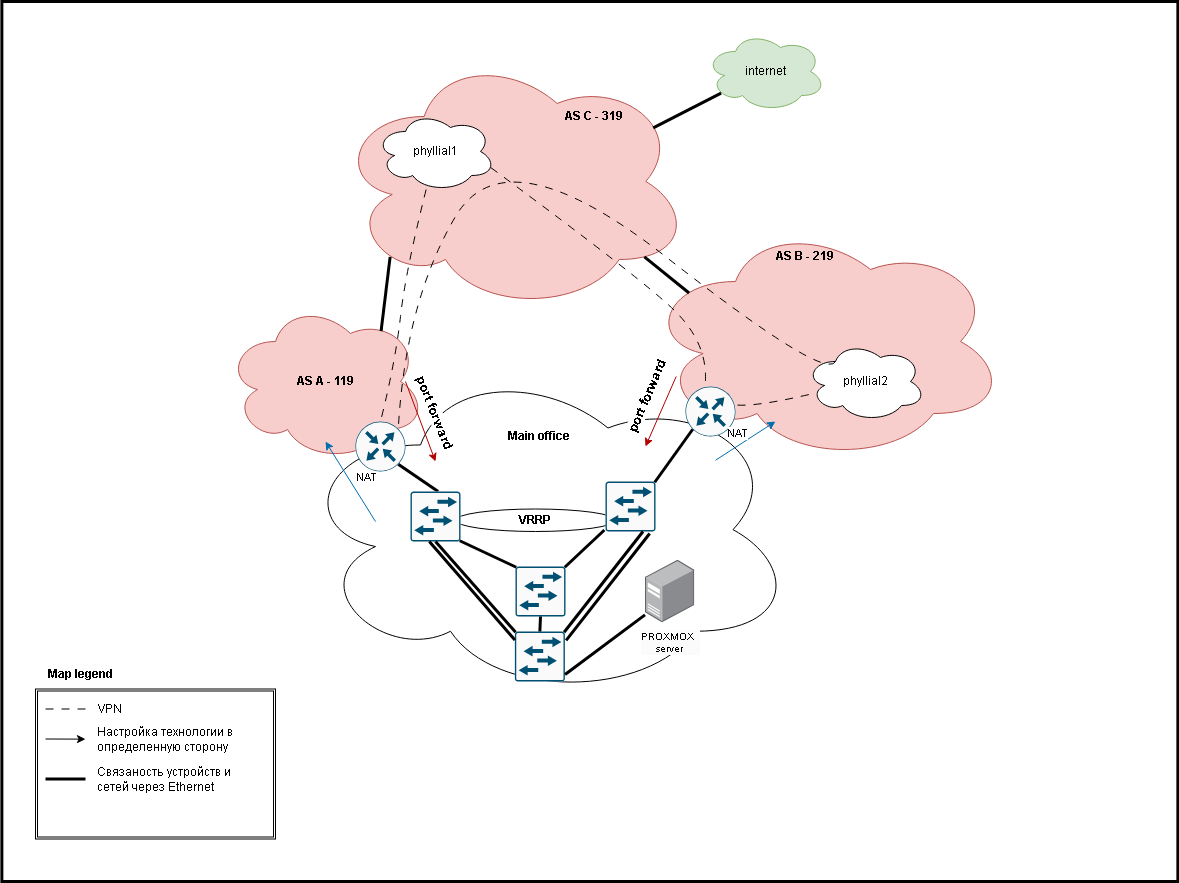 internet
AS C - 319
phyllial1
AS B - 219
AS A - 119
phyllial2
port forward
port forward
Main office
NAT
NAT
VRRP
PROXMOX
server
Map legend
VPN
Настройка технологии в
определенную сторону
Связаность устройств и
сетей через Ethernet